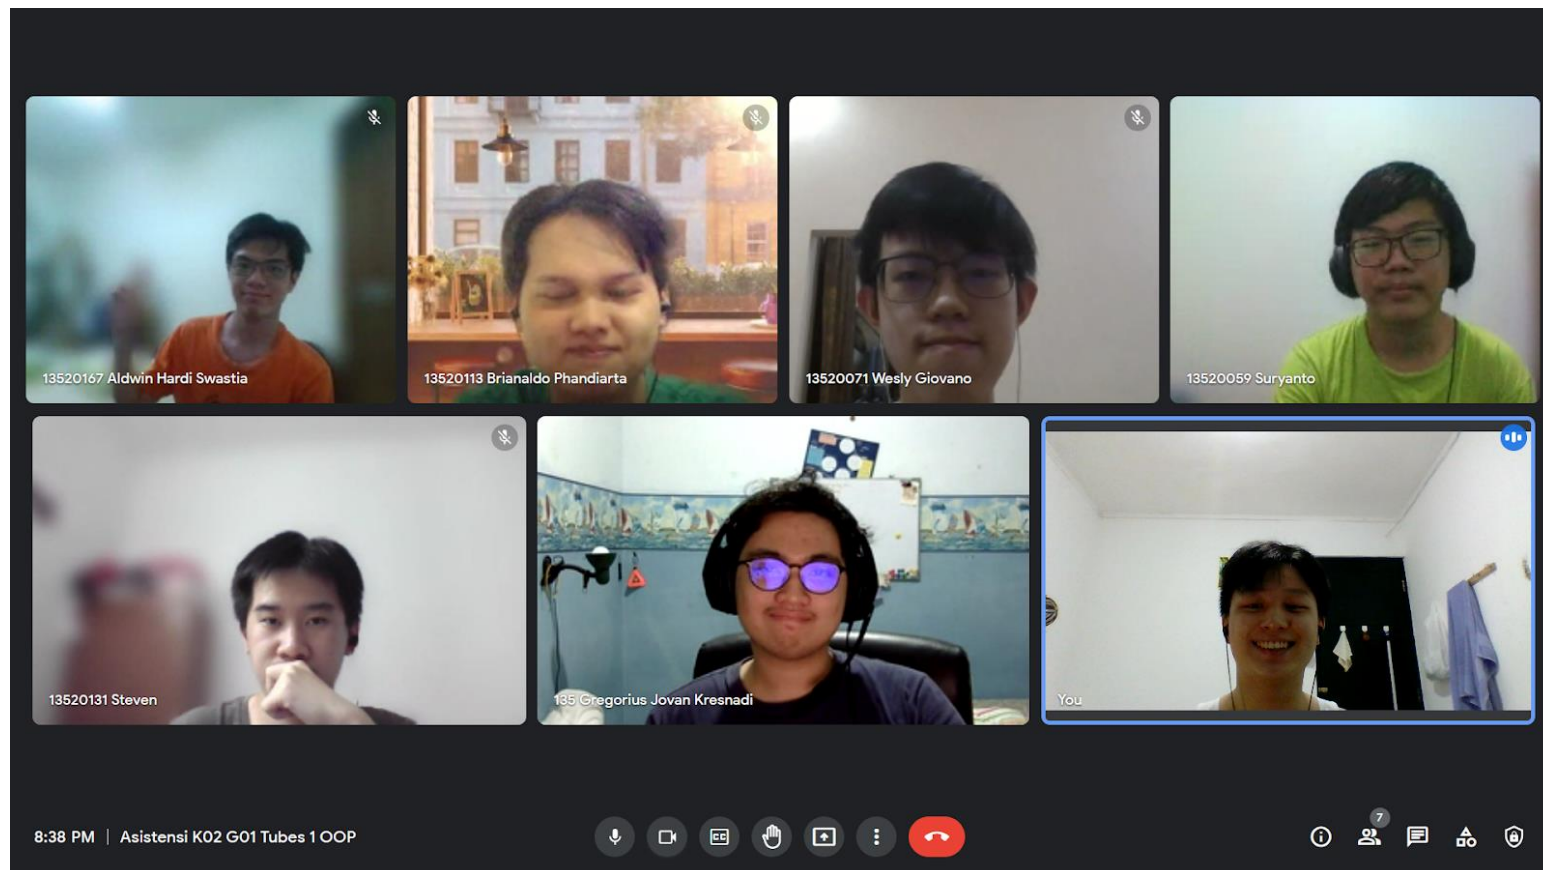 13520167 Aldwin Hardi Swastia
13520113 Brianaldo Phandiarta
13520071 Wesly Giovano
13520059 Suryanto
13520131 Steven
135 Gregorius Jovan Kresnadi
You
8:38 PM | Asistensi K02 G01 Tubes 1 OOP
CC
7